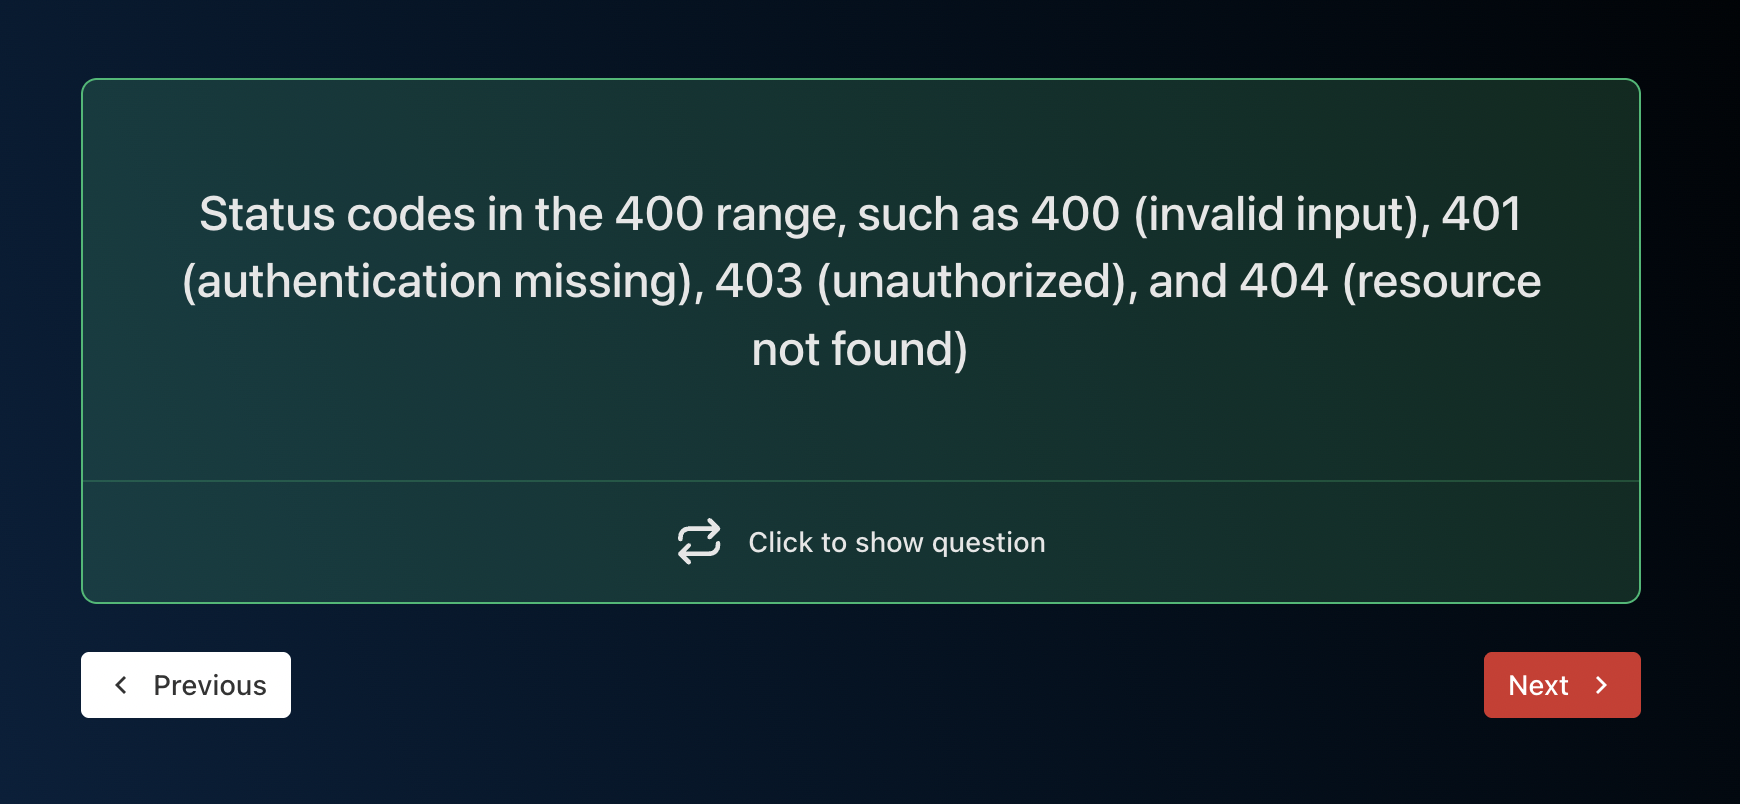 Status codes in the 400 range, such as 400 (invalid input), 401
(authentication missing), 403 (unauthorized), and 404 (resource
not found)
Click to show question
Previous
Next